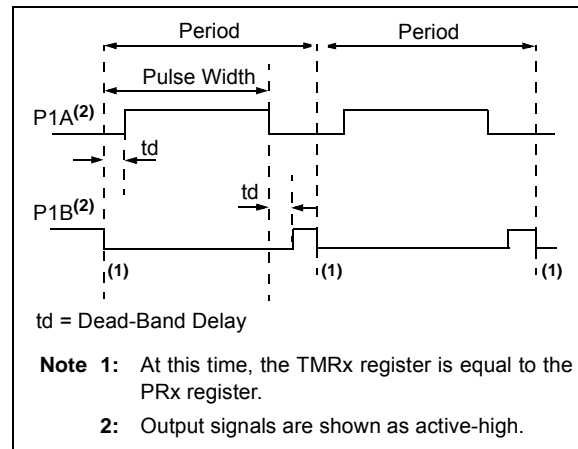 Period Period
Pulse Width
P1A(2)
td
td
P1B(2)
(1) (1) (1)
td = Dead-Band Delay
Note 1: At this time, the TMRx register is equal to the
PRx register.
2: Output signals are shown as active-high.